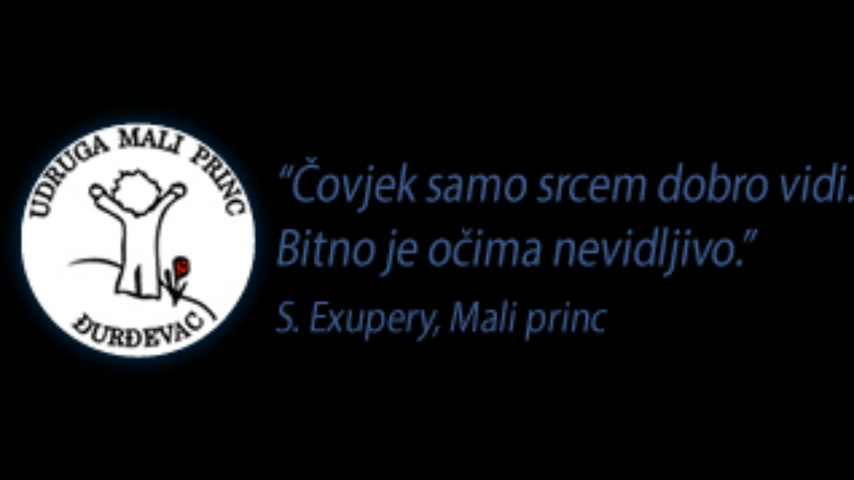 UDRUGA MALI PRINC
ĐURĐEVAC
“Čovjek samo srcem dobro vidi.
Bitno je očima nevidljivo.”
S. Exupery, Mali princ